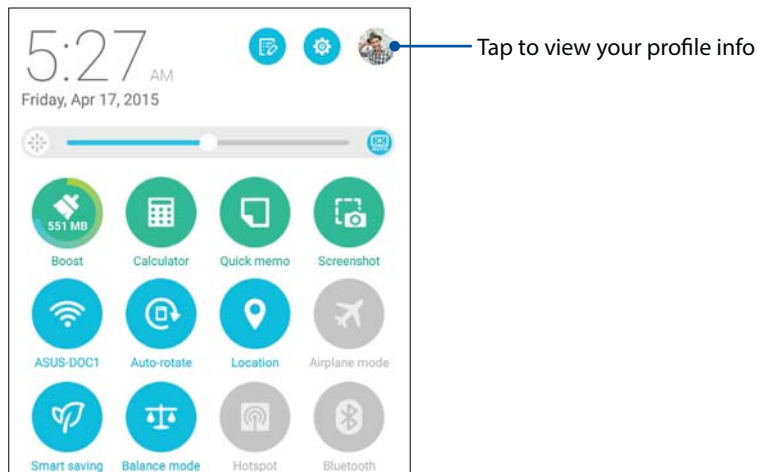 5:27 AM
Friday, Apr 17, 2015
Tap to view your profile info
AUTO
551 MB
Boost Calculator Quick memo Screenshot
ASUS-DOC1 Auto-rotate Location Airplane mode
Smart saving Balance mode Hotspot Bluetooth